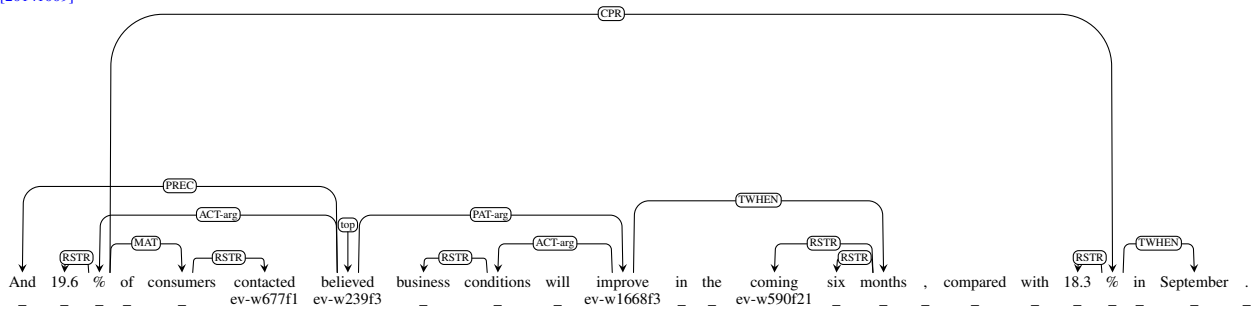 CPR
PREC
TWHEN
ACT-arg top PAT-arg
MAT ACT-arg RSTR TWHEN
RSTR RSTR RSTR RSTR RSTR
And 19.6 % of consumers contacted believed business conditions will improve in the coming six months , compared with 18.3 % in September .
_ _ _ _ _ ev-w677f1 ev-w239f3 _ _ _ ev-w1668f3 _ _ ev-w590f21 _ _ _ _ _ _ _ _ _ _